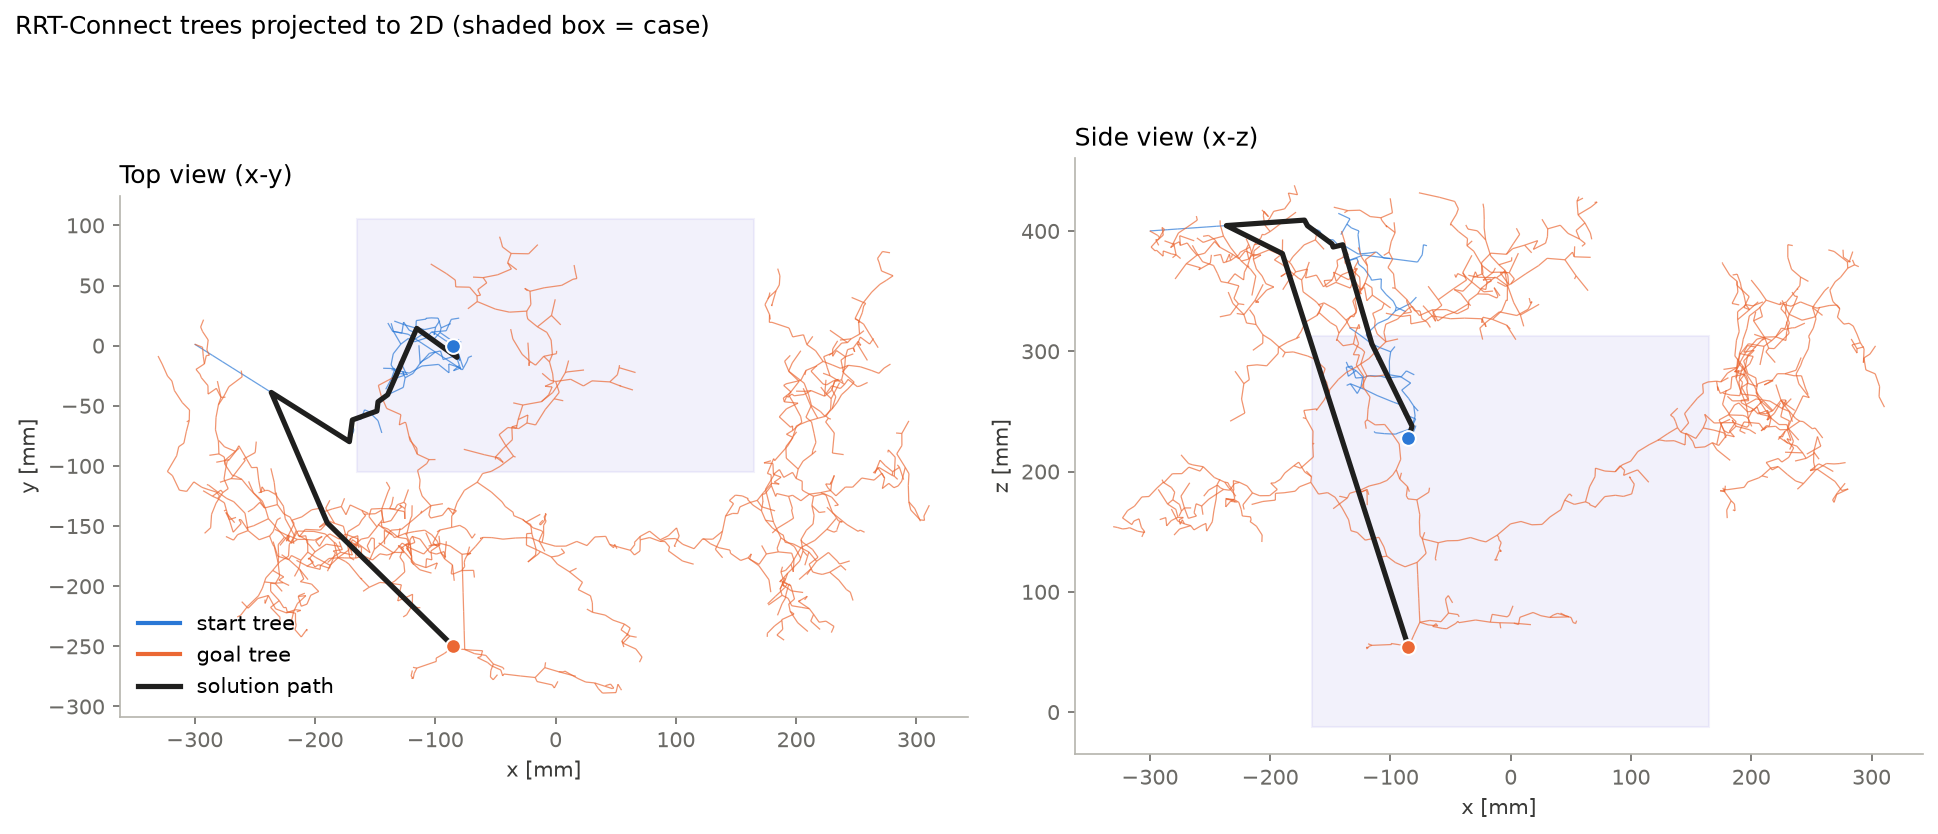 RRT-Connect trees projected to 2D (shaded box = case)
Top view (x-y)
100
50
0
−50
−100
−150
−200
−250
−300
y [mm]
start tree
goal tree
solution path
−300
−200
−100
0
100
200
300
x [mm]
Side view (x-z)
400
300
200
100
0
z [mm]
−300
−200
−100
0
100
200
300
x [mm]